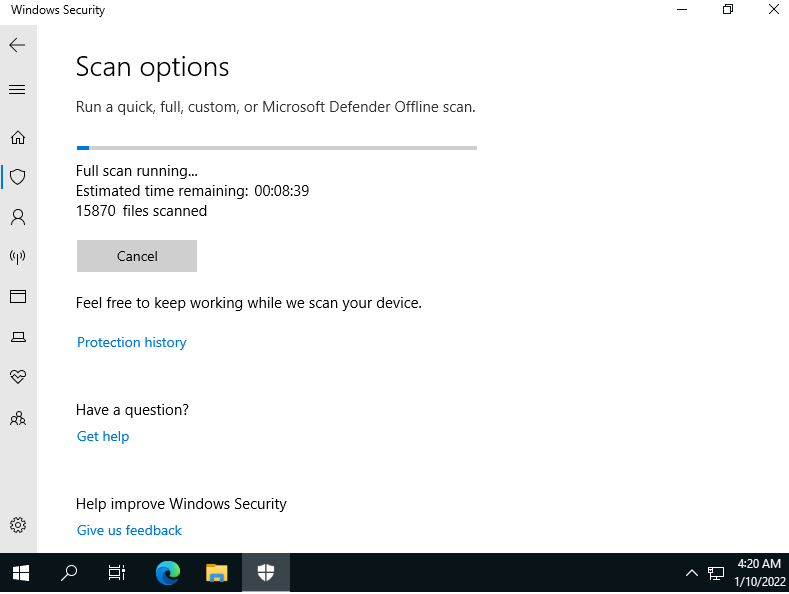 Windows Security
Scan options
Run a quick, full, custom, or Microsoft Defender Offline scan.
Full scan running...
Estimated time remaining: 00:08:39
15870 files scanned
Cancel
Feel free to keep working while we scan your device.
Protection history
Have a question?
Get help
Help improve Windows Security
Give us feedback
4:20 AM
1/10/2022